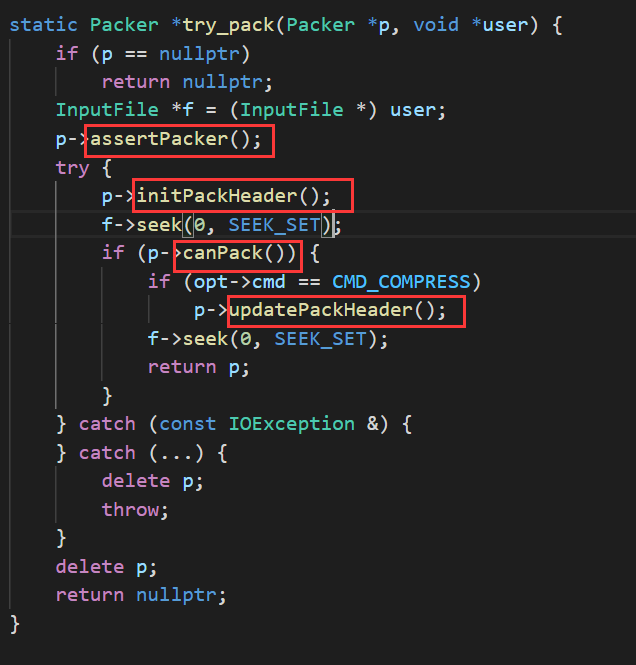 static Packer *try_pack(Packer *p, void *user) {
    if (p == nullptr)
        return nullptr;
    InputFile *f = (InputFile *) user;
    p->assertPacker();
    try {
        p->initPackHeader();
        f->seek(0, SEEK_SET);
        if (p->canPack()) {
            if (opt->cmd == CMD_COMPRESS)
                p->updatePackHeader();
            f->seek(0, SEEK_SET);
            return p;
        }
    } catch (const IOException &) {
    } catch (...) {
        delete p;
        throw;
    }
    delete p;
    return nullptr;
}